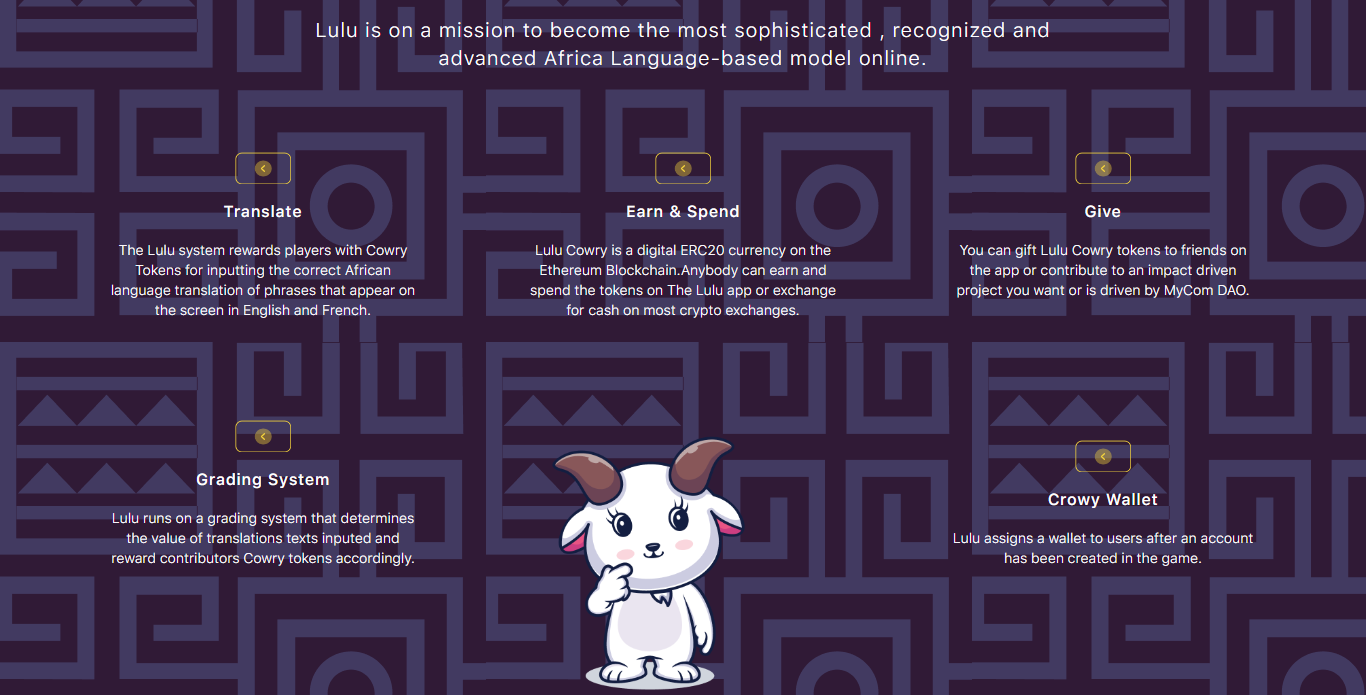 Lulu is on a mission to become the most sophisticated , recognized and
advanced Africa Language-based model online.
Translate
The Lulu system rewards players with Cowry
Tokens for inputting the correct African
language translation of phrases that appear on
the screen in English and French.
Earn & Spend
Lulu Cowry is a digital ERC20 currency on the
Ethereum Blockchain.Anybody can earn and
spend the tokens on The Lulu app or exchange
for cash on most crypto exchanges.
Give
You can gift Lulu Cowry tokens to friends on
the app or contribute to an impact driven
project you want or is driven by MyCom DAO.
Grading System
Lulu runs on a grading system that determines
the value of translations texts inputed and
reward contributors Cowry tokens accordingly.
Crowy Wallet
Lulu assigns a wallet to users after an account
has been created in the game.